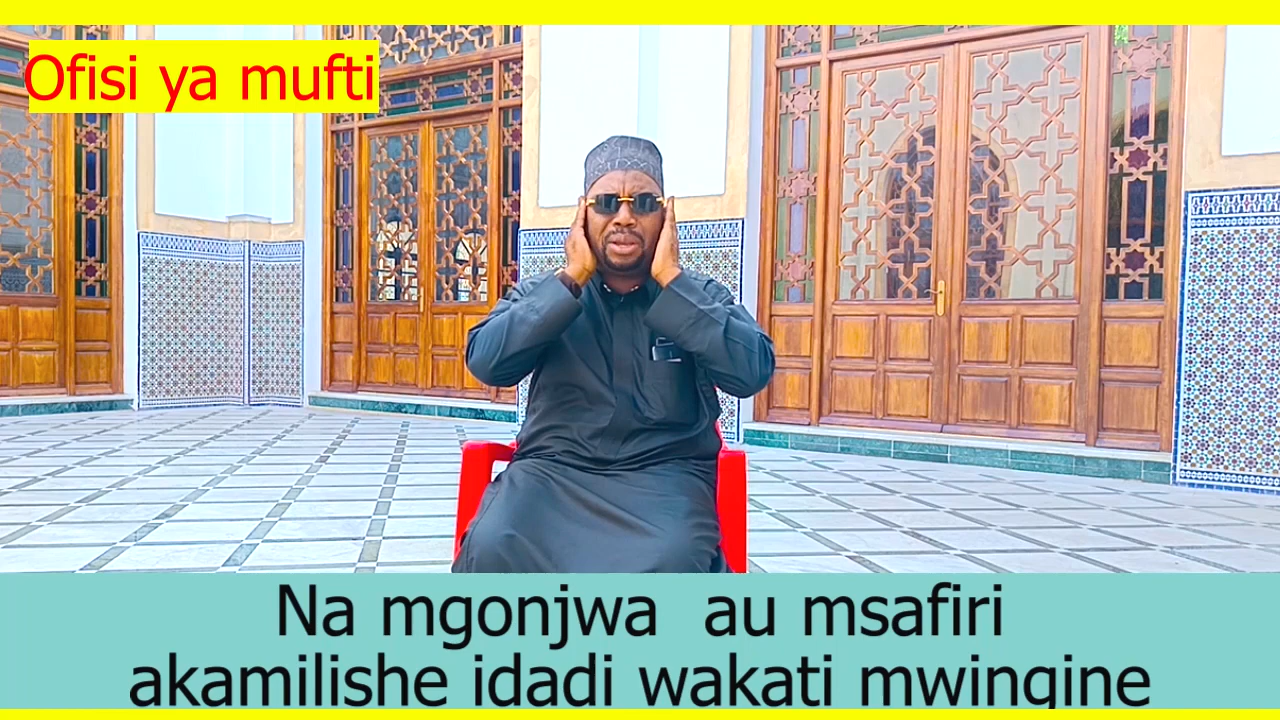 Ofisi ya mufti
Na mgonjwa au msafiri
akamilishe idadi wakati mwingine